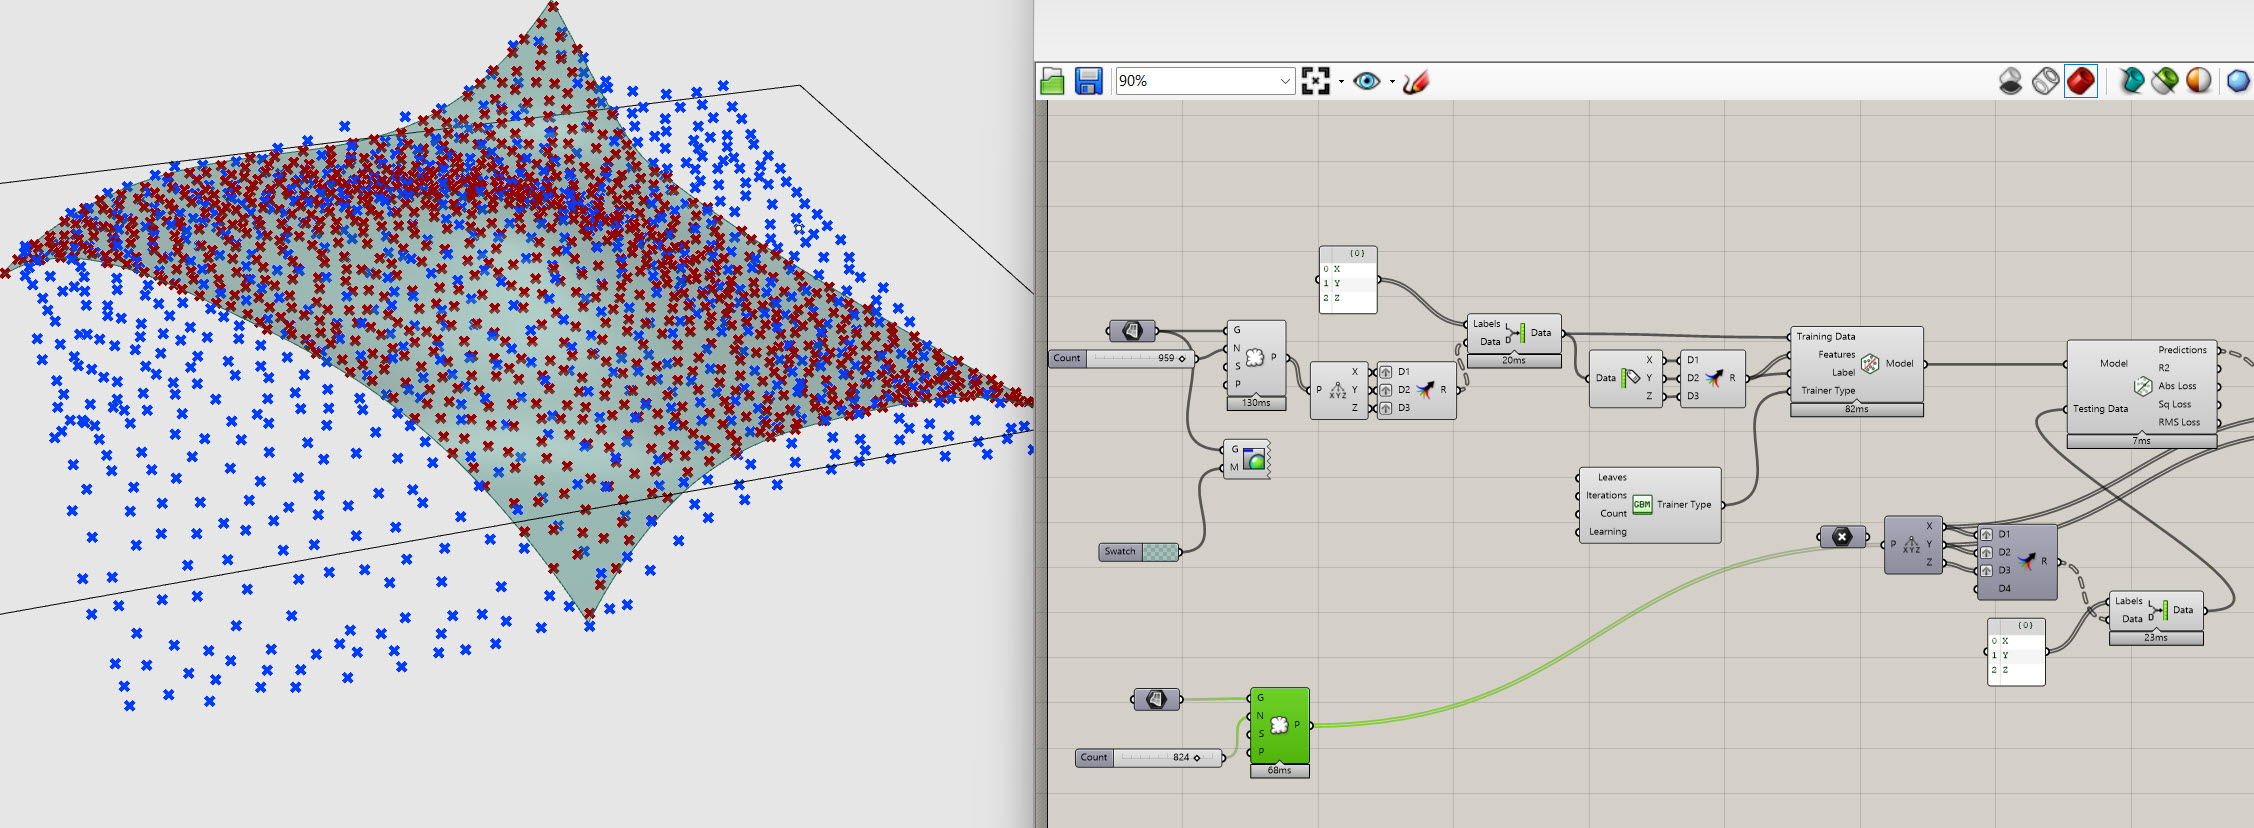 90%
{0}
0 X
1 Y
2 Z
Count 959
G
N
S
P
P
130ms
P
X
Y
Z
D1
D2
D3
R
Labels
Data
Data
20ms
Data
X
Y
Z
D1
D2
D3
R
Training Data
Features
Label
Trainer Type
Model
82ms
Model
Testing Data
Predictions
R2
Abs Loss
Sq Loss
RMS Loss
7ms
G
M
Swatch
Leaves
Iterations
Count
Learning
GBM
Trainer Type
P
XYZ
X
Y
Z
D1
D2
D3
D4
R
Labels
Data
Data
23ms
{0}
0 X
1 Y
2 Z
G
N
S
P
P
68ms
Count 824